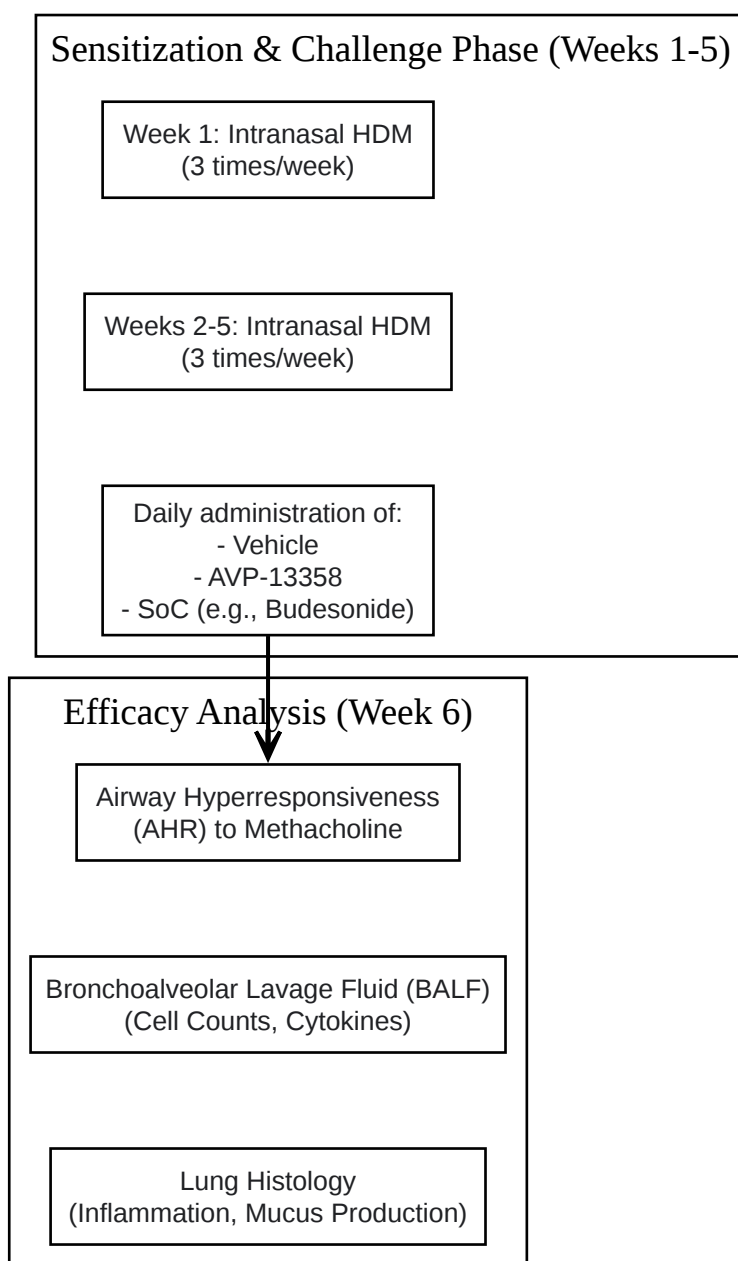 Sensitization & Challenge Phase (Weeks 1-5)
Week 1: Intranasal HDM
(3 times/week)
Weeks 2-5: Intranasal HDM
(3 times/week)
Daily administration of:
- Vehicle
- AVP-13358
- SoC (e.g., Budesonide)
Efficacy Analysis (Week 6)
Airway Hyperresponsiveness
(AHR) to Methacholine
Bronchoalveolar Lavage Fluid (BALF)
(Cell Counts, Cytokines)
Lung Histology
(Inflammation, Mucus Production)